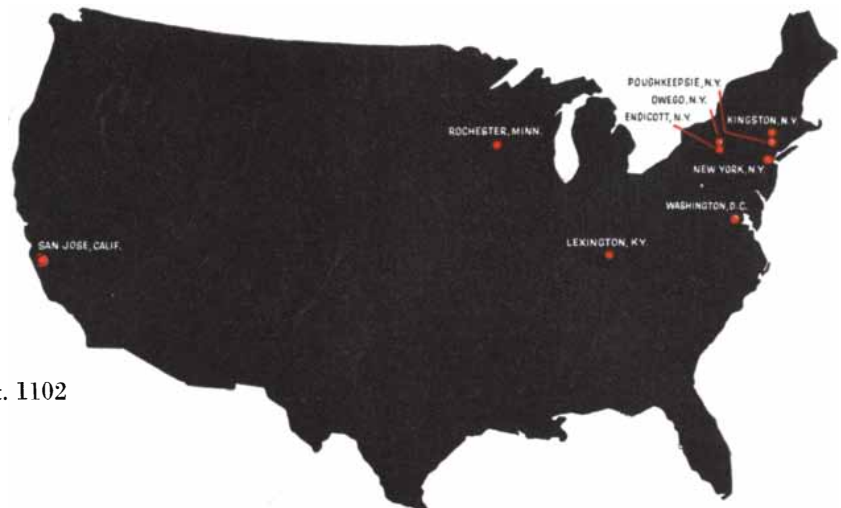 POUGHKEEPSIE, N.Y.
OWEGO, N.Y.
ENDICOTT, N.Y.
KINGSTON, N.Y.
ROCHESTER, MINN.
NEW YORK, N.Y.
WASHINGTON, D.C.
SAN JOSE, CALIF.
LEXINGTON, KY.
. 1102